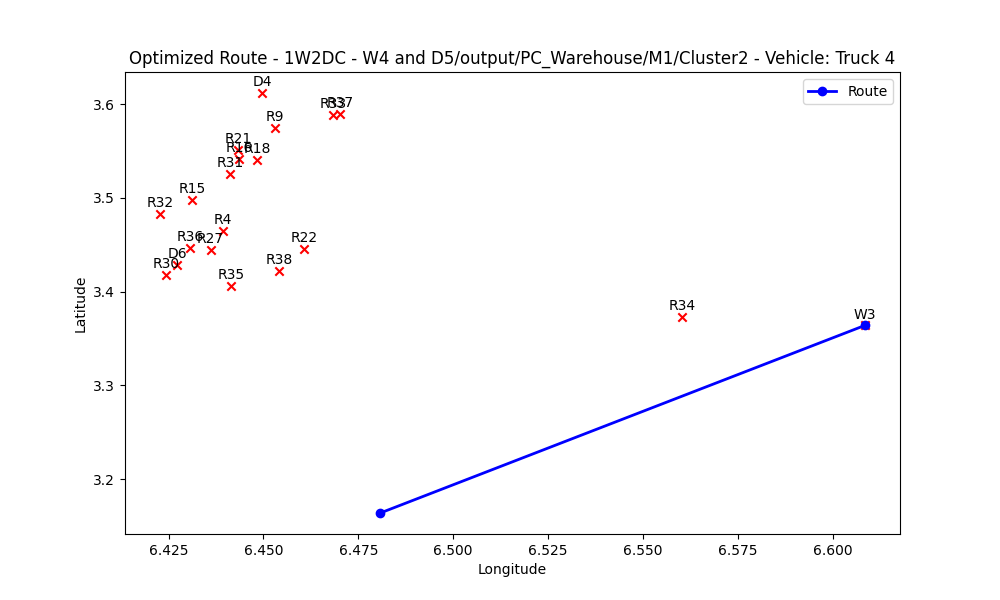 Optimized Route - 1W2DC - W4 and D5/output/PC_Warehouse/M1/Cluster2 - Vehicle: Truck 4
Route
D4
R33
R37
R9
R21
R18
R31
R15
R32
R4
R36
R27
R22
D6
R38
R30
R35
R34
W3
3.6
3.5
3.4
3.3
3.2
Latitude
6.425
6.450
6.475
6.500
6.525
6.550
6.575
6.600
Longitude